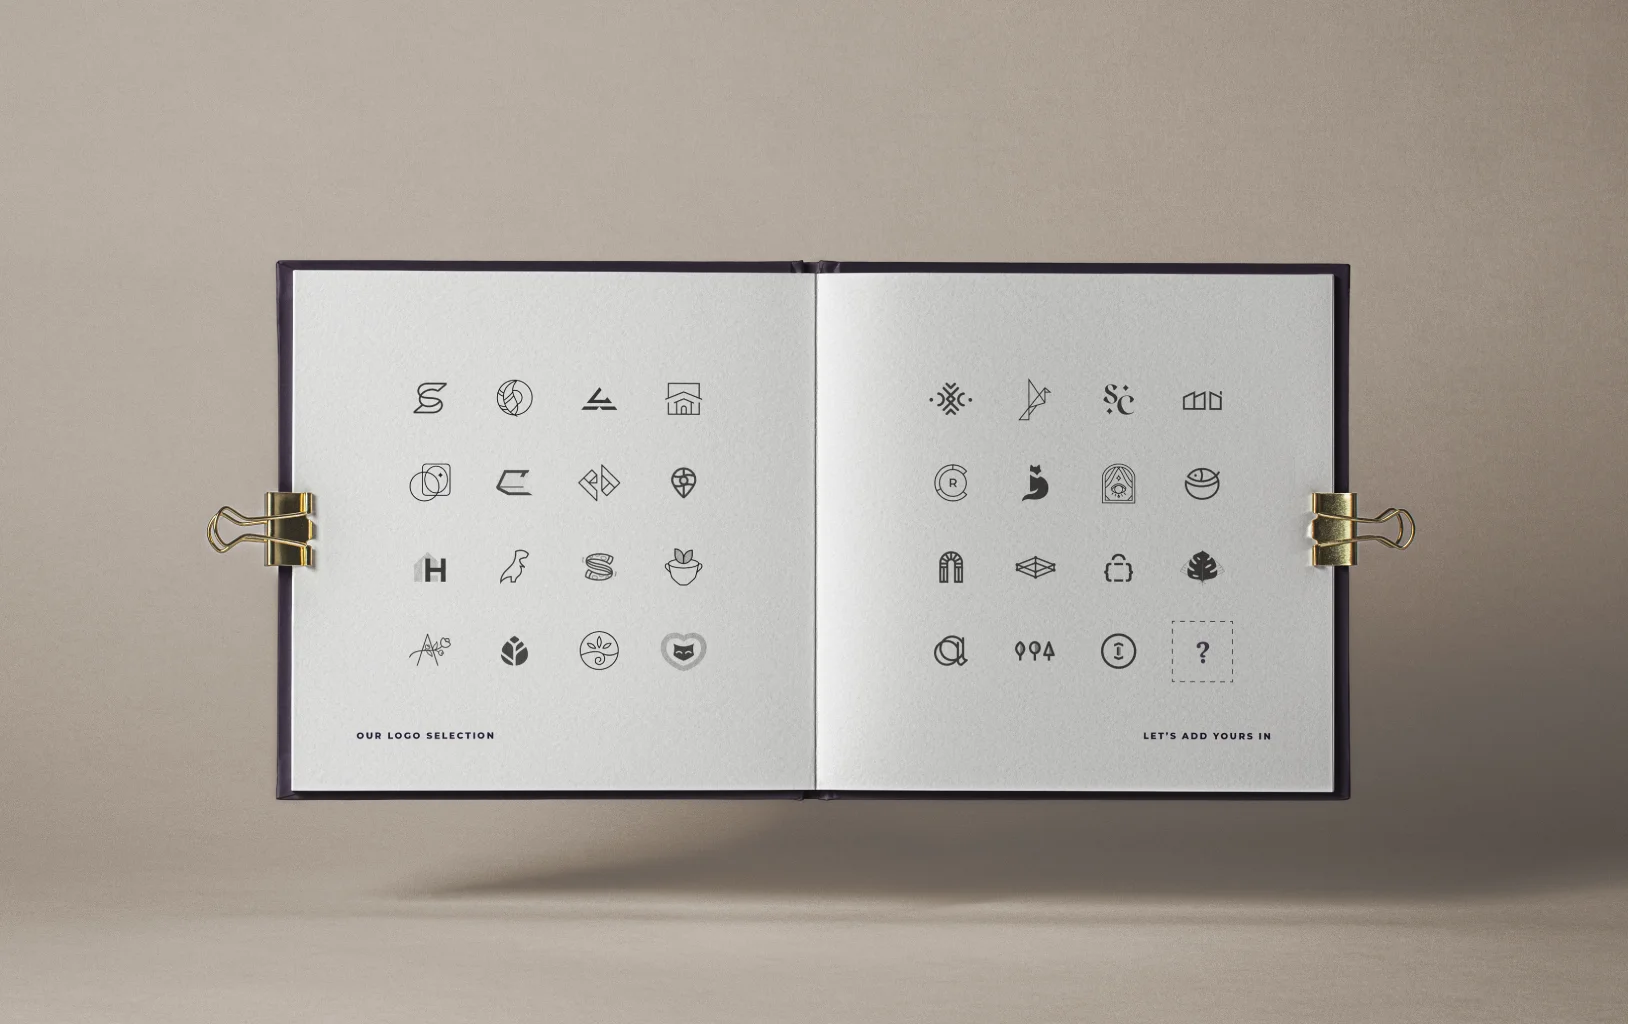 S
H
S
S C
C R
a
?
OUR LOGO SELECTION
LET'S ADD YOURS IN